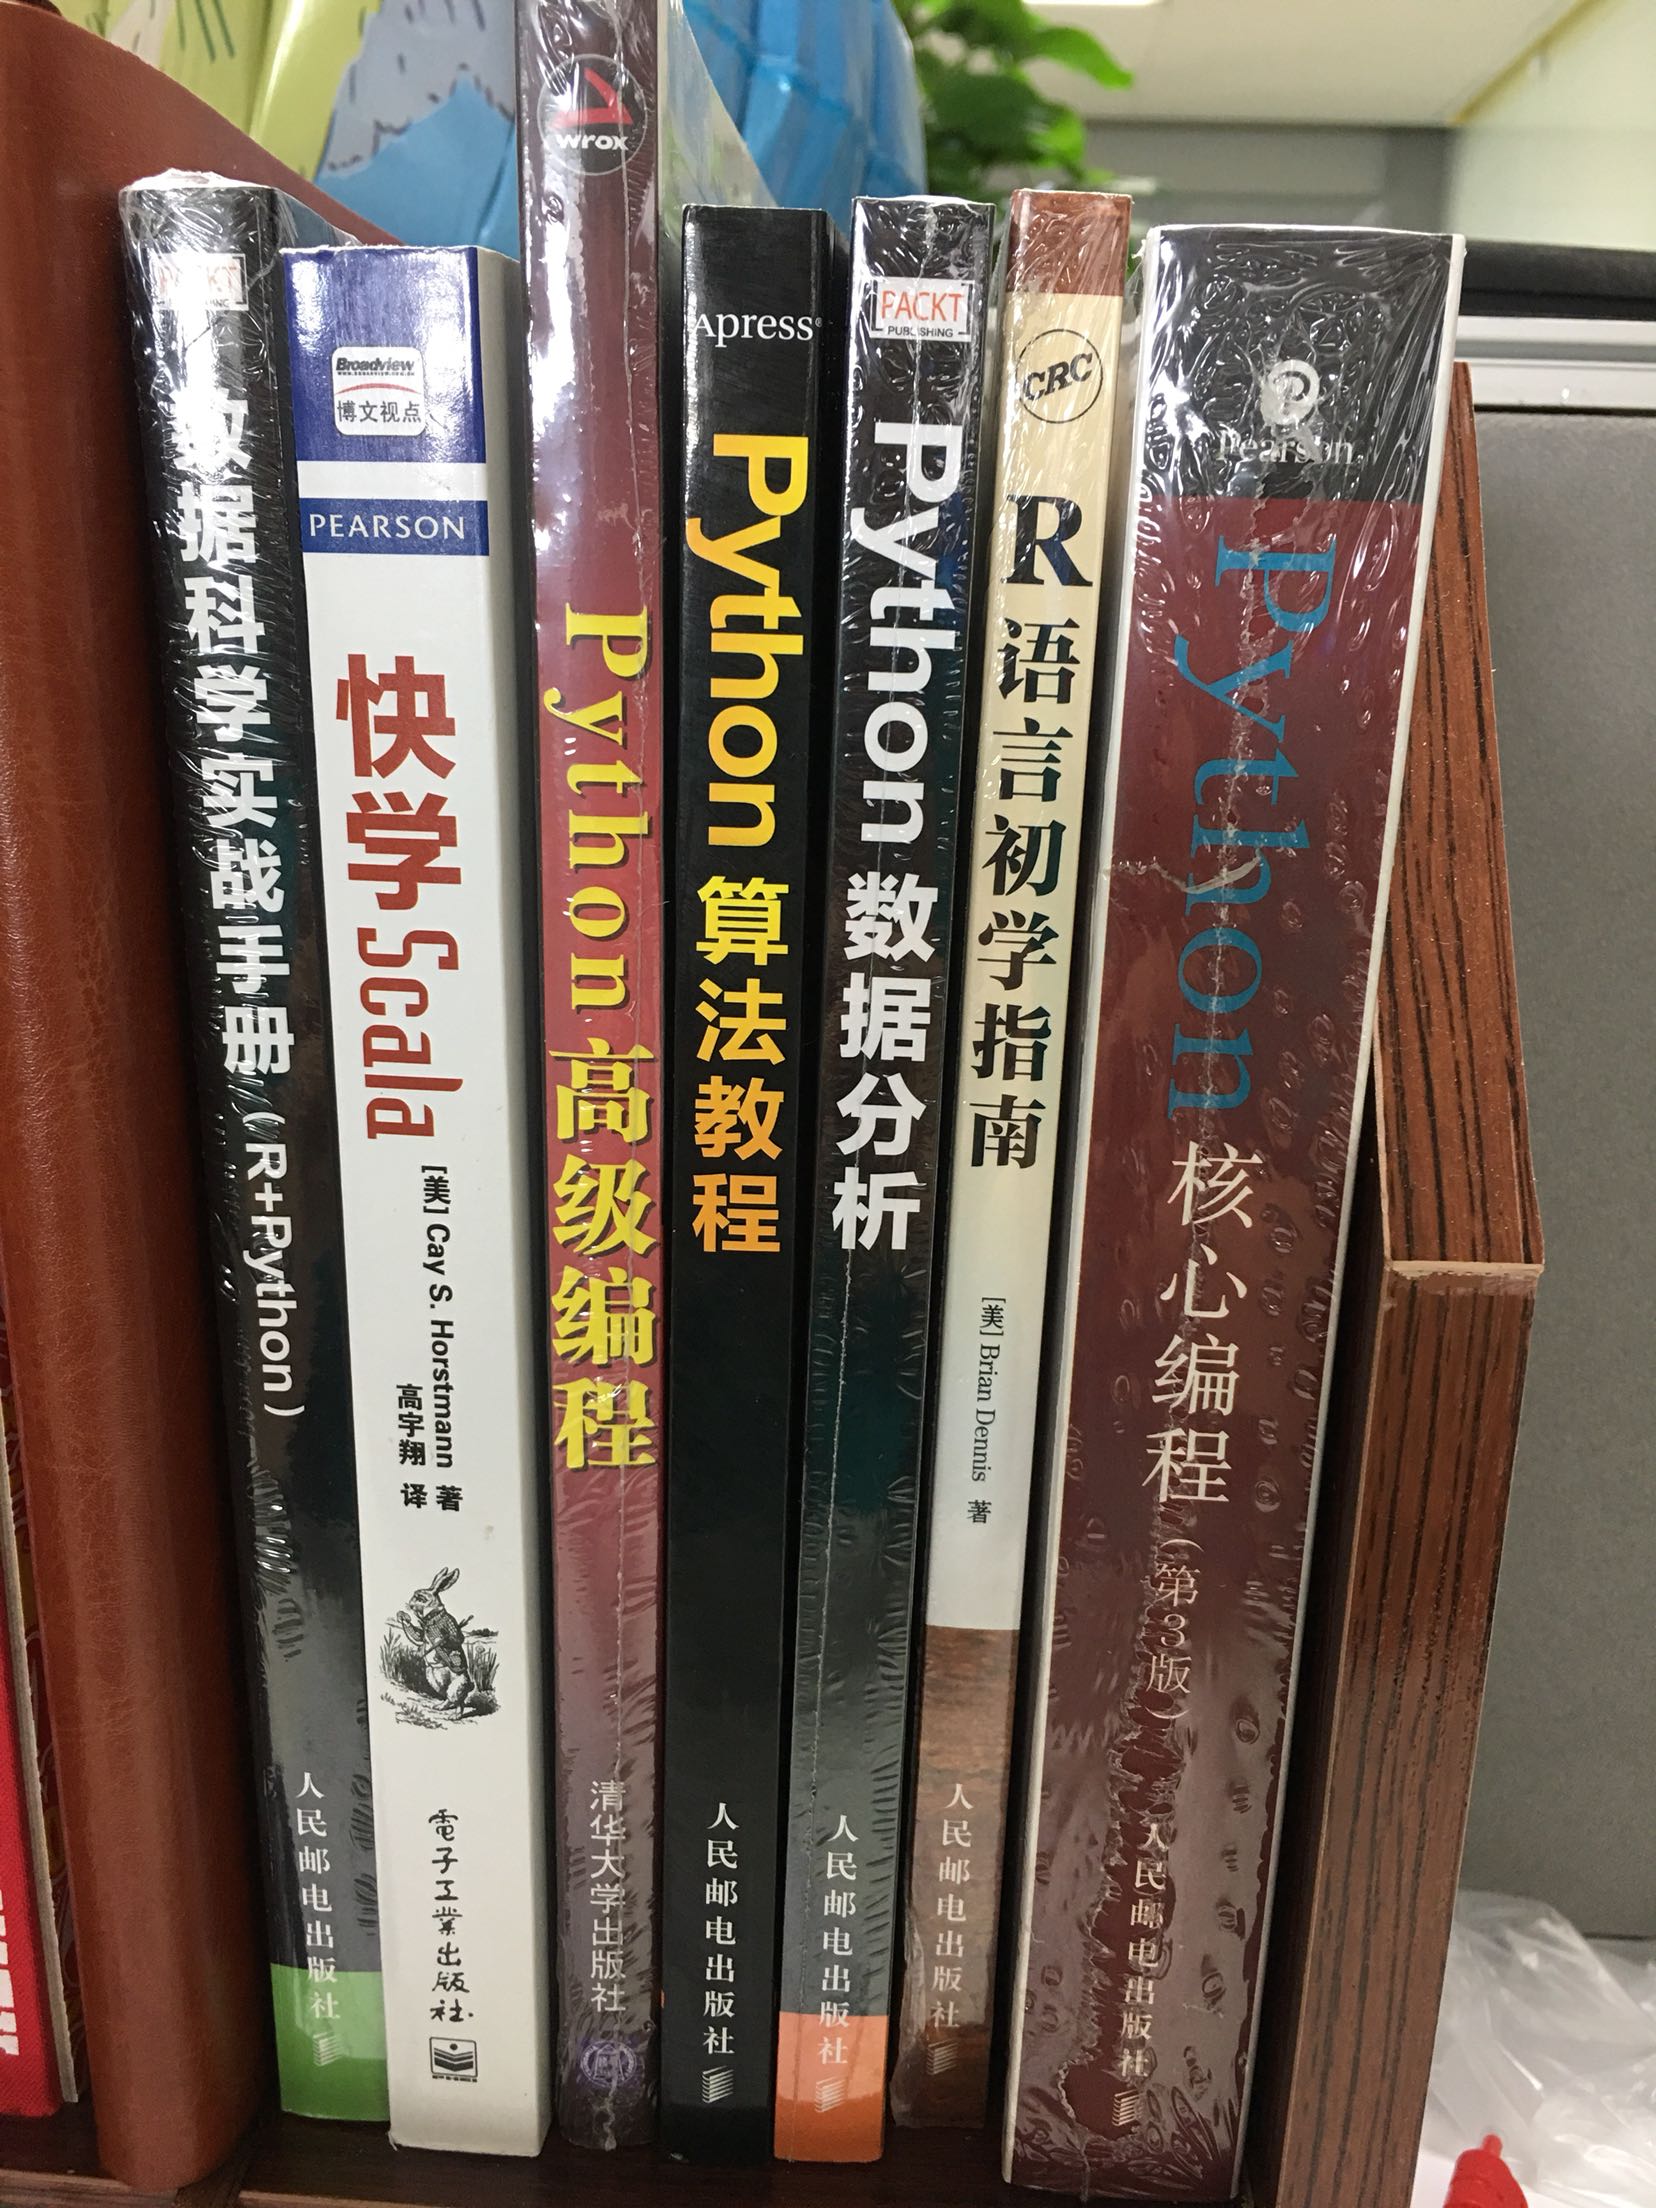 PACKT
PUBLISHING
数据科学实战手册（R+Python）
人民邮电出版社
Broadview
博文视点
PEARSON
快学Scala
[美] Cay S. Horstmann 著
高宇翔 译
電子工業出版社
wrox
Python高级编程
清华大学出版社
Apress®
Python 算法教程
人民邮电出版社
PACKT
PUBLISHING
Python 数据分析
人民邮电出版社
CRC
R语言初学指南
[美] Brian Dennis 著
人民邮电出版社
Pearson
Python 核心编程（第3版）
人民邮电出版社